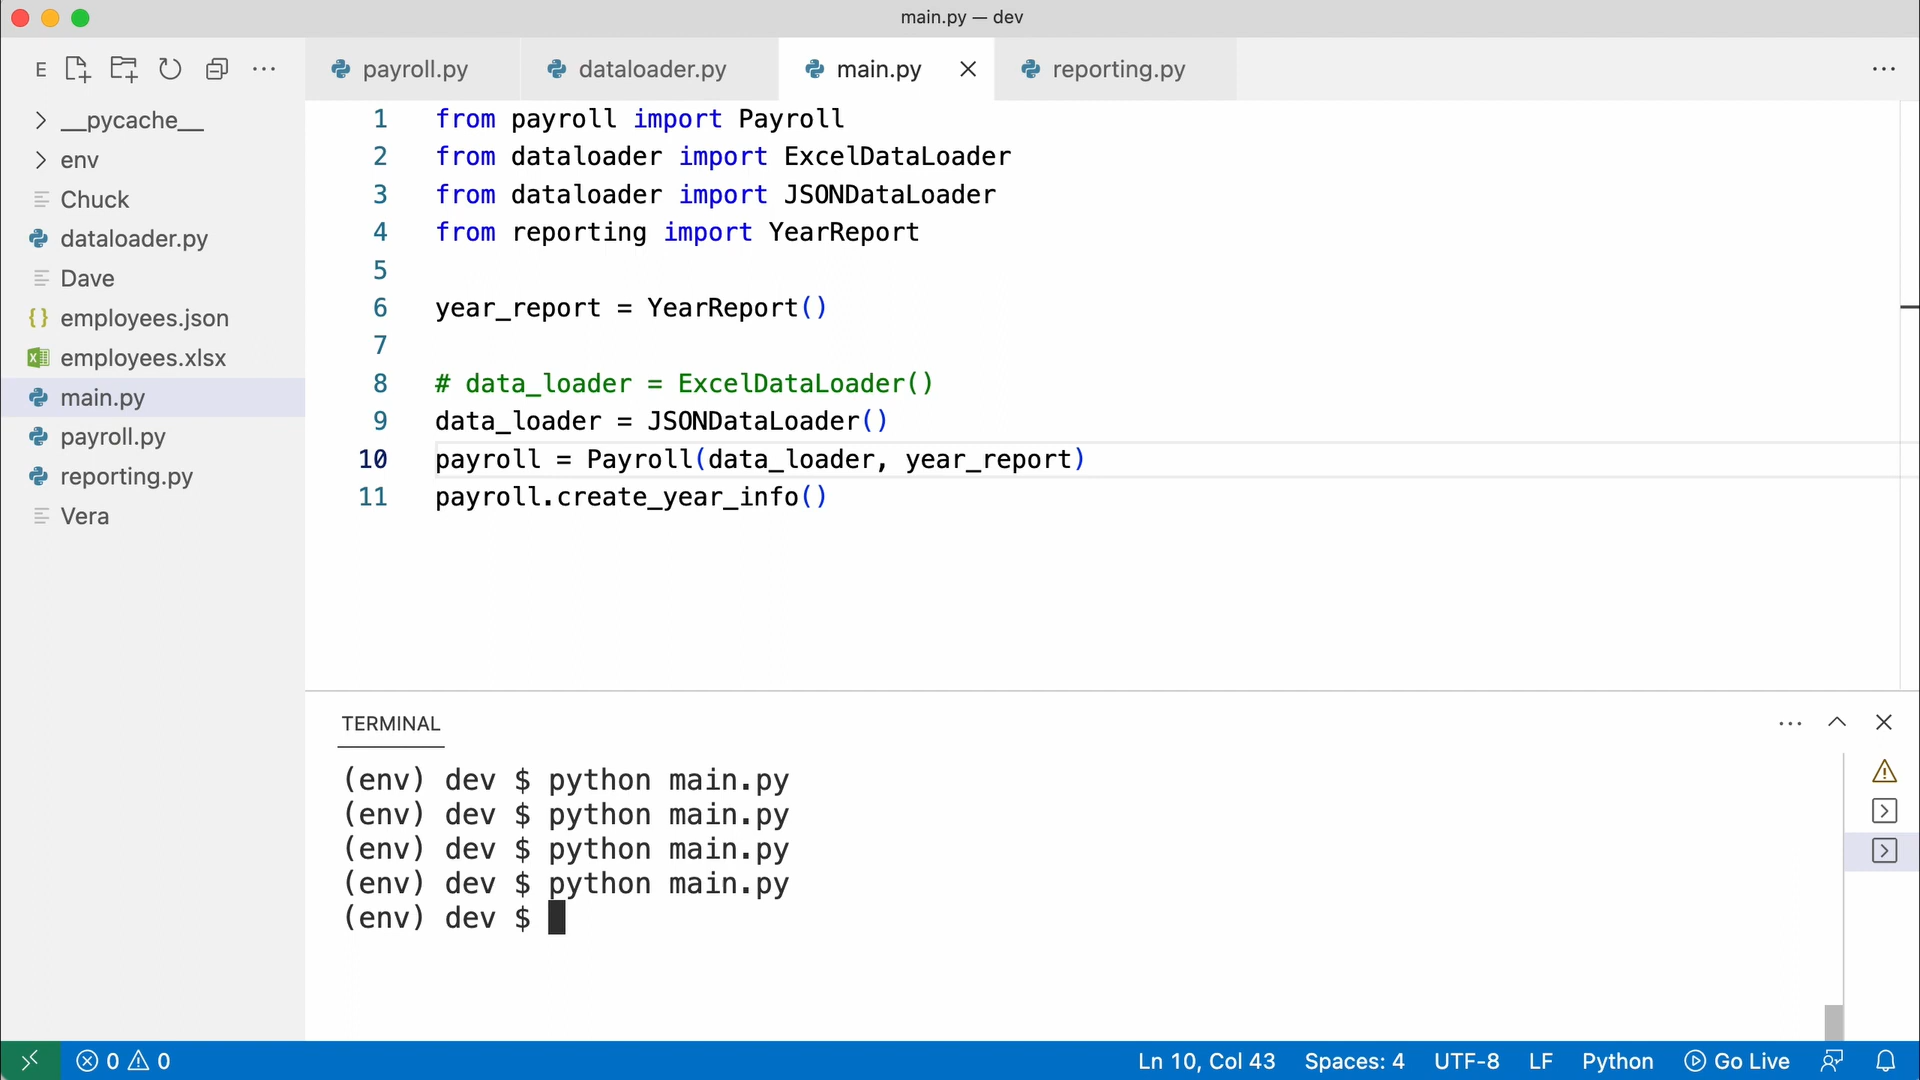 main.py — dev
E
payroll.py
dataloader.py
main.py
reporting.py
__pycache__
env
Chuck
dataloader.py
Dave
employees.json
employees.xlsx
main.py
payroll.py
reporting.py
Vera
1 from payroll import Payroll
2 from dataloader import ExcelDataLoader
3 from dataloader import JSONDataLoader
4 from reporting import YearReport
5
6 year_report = YearReport()
7
8 # data_loader = ExcelDataLoader()
9 data_loader = JSONDataLoader()
10 payroll = Payroll(data_loader, year_report)
11 payroll.create_year_info()
TERMINAL
(env) dev $ python main.py
(env) dev $ python main.py
(env) dev $ python main.py
(env) dev $ python main.py
(env) dev $
0 0 Ln 10, Col 43 Spaces: 4 UTF-8 LF Python Go Live